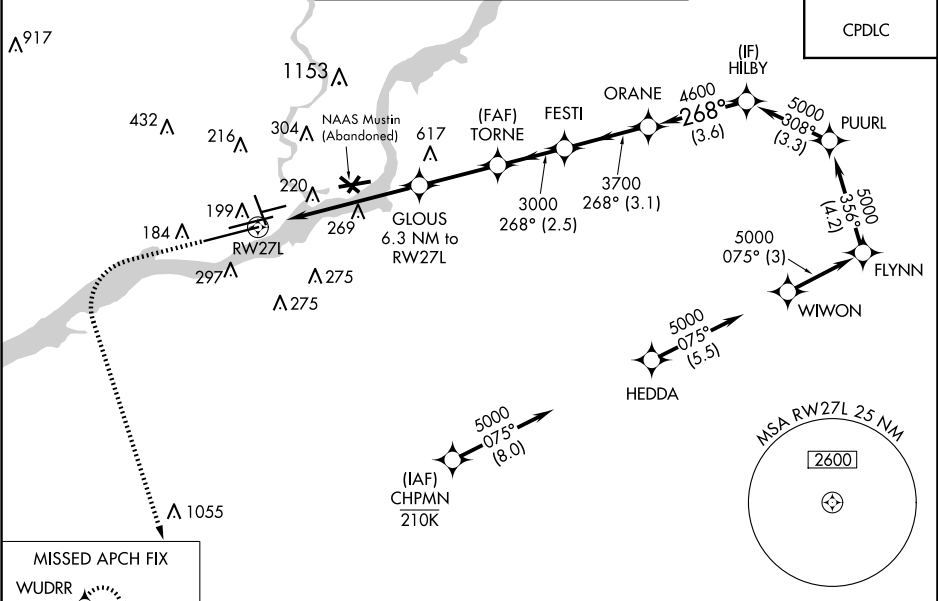 CPDLC
917
1153
432
216
304
NAAS Mustin
(Abandoned)
617
(FAF)
TORNE
FESTI
ORANE
4600
268°
(3.6)
(IF)
HILBY
5000
308°
(3.3)
PUURL
220
199
184
RW27L
269
GLOUS
6.3 NM to
RW27L
3000
268° (2.5)
3700
268° (3.1)
5000
356°
(4.2)
5000
075° (3)
FLYNN
WIWON
297
275
275
5000
075°
(5.5)
HEDDA
5000
075°
(8.0)
(IAF)
CHPMN
210K
MSA RW27L 25 NM
2600
1055
MISSED APCH FIX
WUDRR